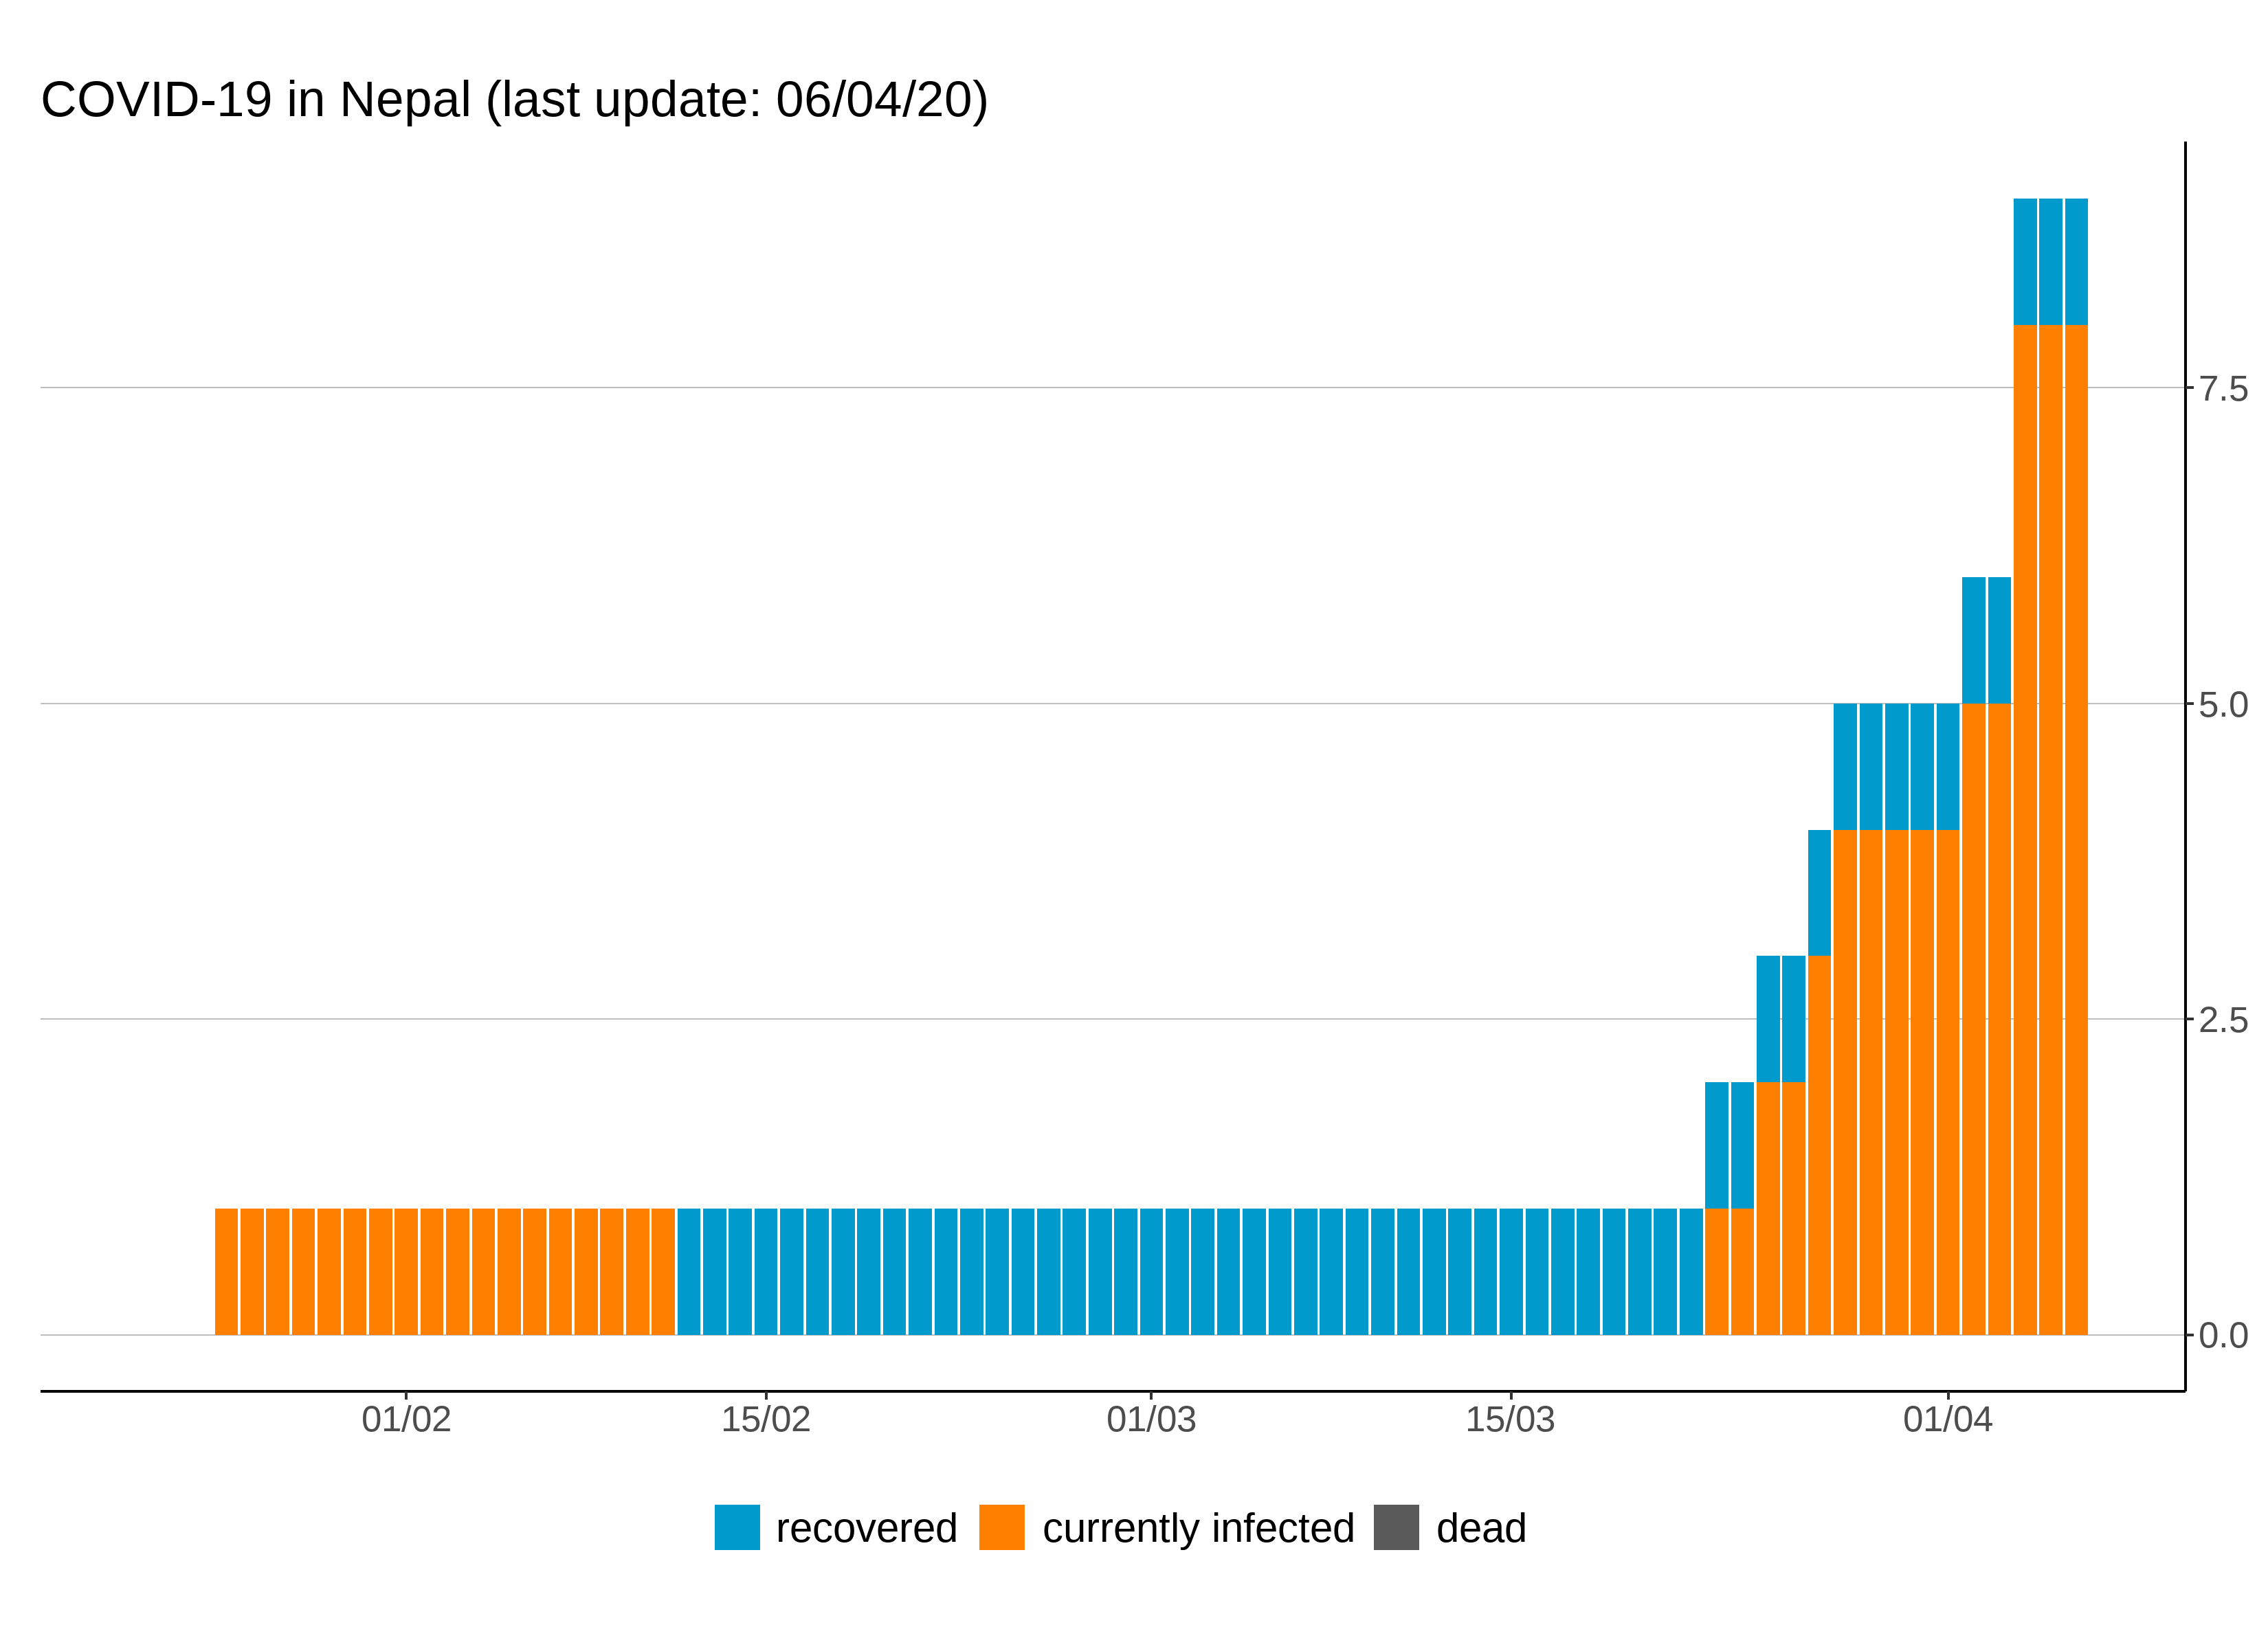 COVID-19 in Nepal (last update: 06/04/20)
7.5
5.0
2.5
0.0
01/02 15/02 01/03 15/03 01/04
recovered currently infected dead